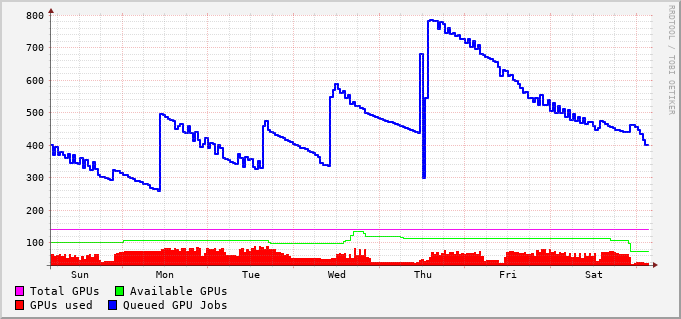 800
700
600
500
400
300
200
100
Sun Mon Tue Wed Thu Fri Sat
Total GPUs Available GPUs
GPUs used Queued GPU Jobs
RRDTOOL / TOBI OETIKER